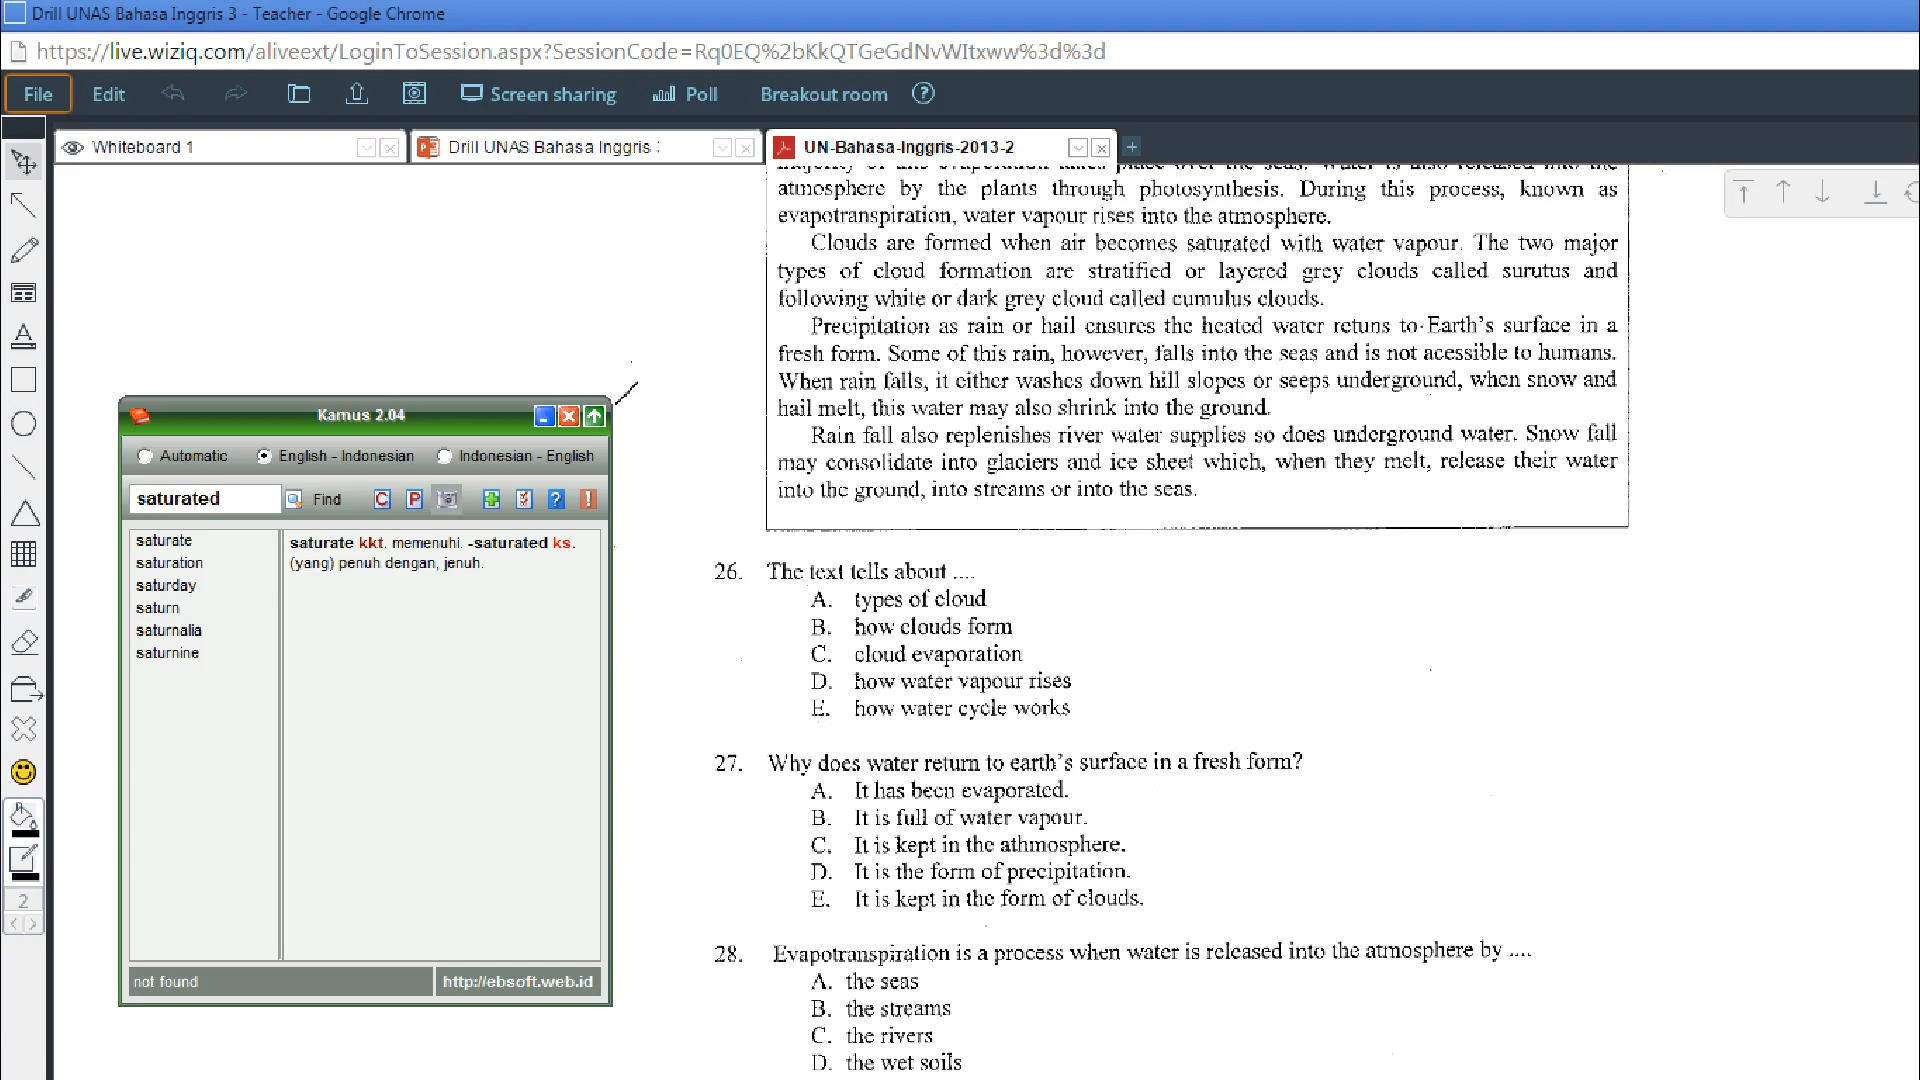 Drill UNAS Bahasa Inggris 3 - Teacher - Google Chrome
https://live.wiziq.com/aliveext/LoginToSession.aspx?SessionCode=Rq0EQ%2bKkQTGeGdNvWItxww%3d%3d
File Edit Screen sharing Poll Breakout room ?
Whiteboard 1
Drill UNAS Bahasa Inggris
UN-Bahasa-Inggris-2013-2
place over the seas. Water is also released into the
atmosphere by the plants through photosynthesis. During this process, known as
evapotranspiration, water vapour rises into the atmosphere.
Clouds are formed when air becomes saturated with water vapour. The two major
types of cloud formation are stratified or layered grey clouds called surutus and
following white or dark grey cloud called cumulus clouds.
Precipitation as rain or hail ensures the heated water retuns to Earth's surface in a
fresh form. Some of this rain, however, falls into the seas and is not acessible to humans.
When rain falls, it either washes down hill slopes or seeps underground, when snow and
hail melt, this water may also shrink into the ground.
Rain fall also replenishes river water supplies so does underground water. Snow fall
may consolidate into glaciers and ice sheet which, when they melt, release their water
into the ground, into streams or into the seas.
Kamus 2.04
Automatic English - Indonesian Indonesian - English
saturated Find C P ? !
saturate
saturation
saturday
saturn
saturnalia
saturnine
saturate kkt. memenuhi. -saturated ks.
(yang) penuh dengan, jenuh.
not found http://ebsoft.web.id
2
26. The text tells about ....
A. types of cloud
B. how clouds form
C. cloud evaporation
D. how water vapour rises
E. how water cycle works
27. Why does water return to earth's surface in a fresh form?
A. It has been evaporated.
B. It is full of water vapour.
C. It is kept in the athmosphere.
D. It is the form of precipitation.
E. It is kept in the form of clouds.
28. Evapotranspiration is a process when water is released into the atmosphere by ....
A. the seas
B. the streams
C. the rivers
D. the wet soils